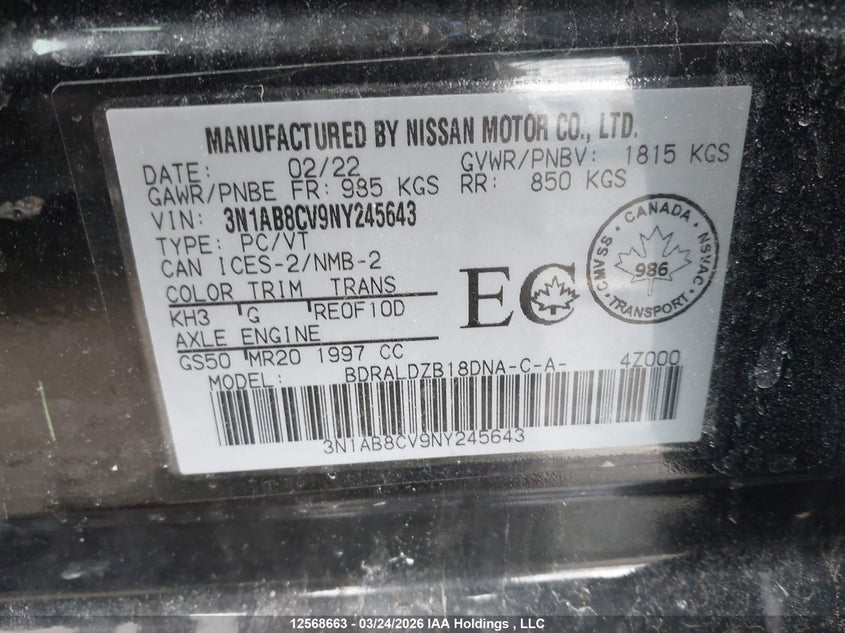 MANUFACTURED BY NISSAN MOTOR CO., LTD.
DATE: 02/22 GVWR/PNBV: 1815 KGS
GAWR/PNBE FR: 985 KGS RR: 850 KGS
VIN: 3N1AB8CV9NY245643
TYPE: PC/VT
CAN ICES-2/NMB-2
COLOR TRIM TRANS
KH3 G RE0F10D
AXLE ENGINE
GS50 MR20 1997 CC
MODEL: BDRALDZB18DNA-C-A- 4Z000
3N1AB8CV9NY245643
EC
CANADA
CMVSS
986
NSVAC
TRANSPORT
12568663 - 03/24/2026 IAA Holdings , LLC